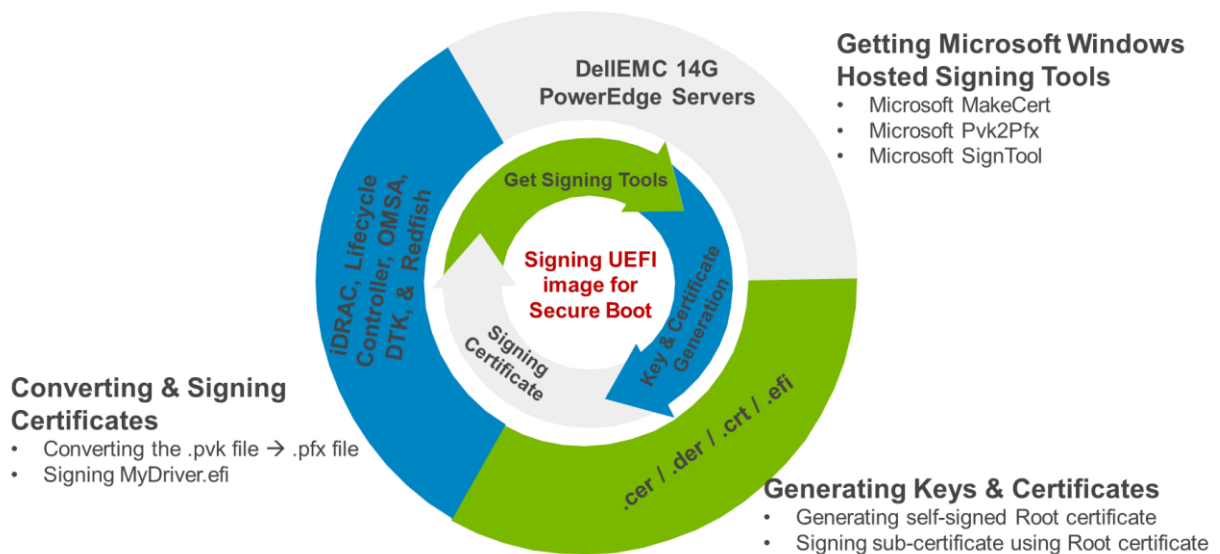 Getting Microsoft Windows
Hosted Signing Tools
• Microsoft MakeCert
• Microsoft Pvk2Pfx
• Microsoft SignTool
DellEMC 14G
PowerEdge Servers
Get Signing Tools
iDRAC, Lifecycle
Controller, OMSA,
DTK, & Redfish
Signing UEFI
image for
Secure Boot
Key & Certificate
Generation
Signing
Certificate
.cer / .der / .crt / .efi
Converting & Signing
Certificates
• Converting the .pvk file → .pfx file
• Signing MyDriver.efi
Generating Keys & Certificates
• Generating self-signed Root certificate
• Signing sub-certificate using Root certificate